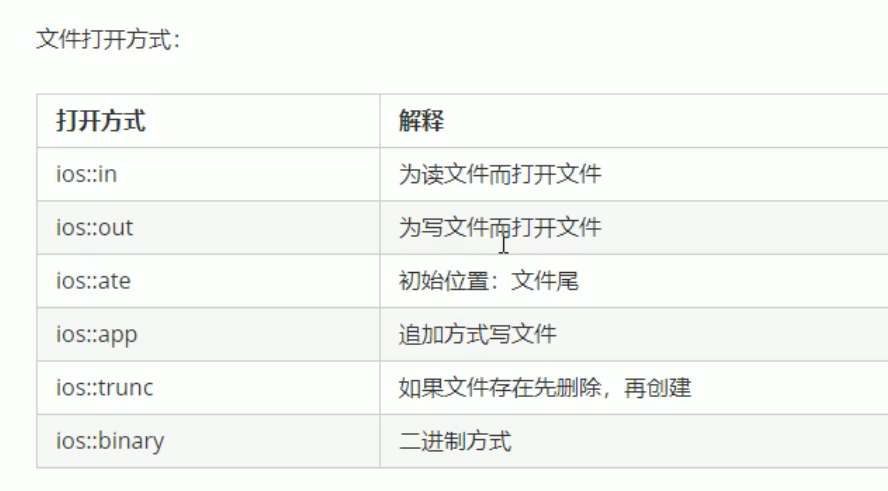 文件打开方式：
打开方式 解释
ios::in 为读文件而打开文件
ios::out 为写文件而打开文件
ios::ate 初始位置：文件尾
ios::app 追加方式写文件
ios::trunc 如果文件存在先删除，再创建
ios::binary 二进制方式